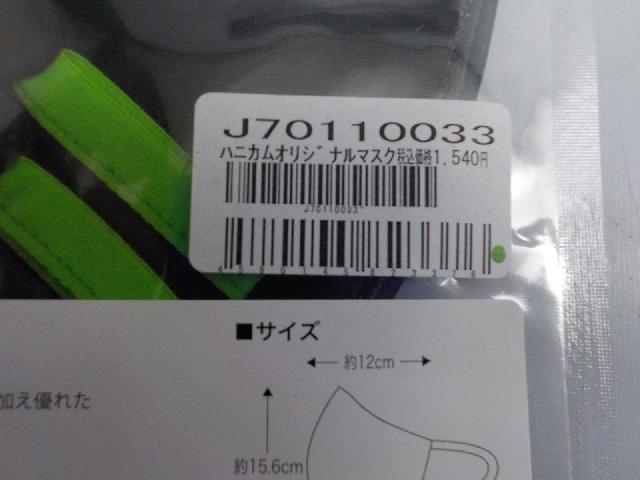 J70110033
ハニカムオリジナルマスク税込価格1,540円
J70110033
■サイズ
約12cm
加え優れた
約15.6cm